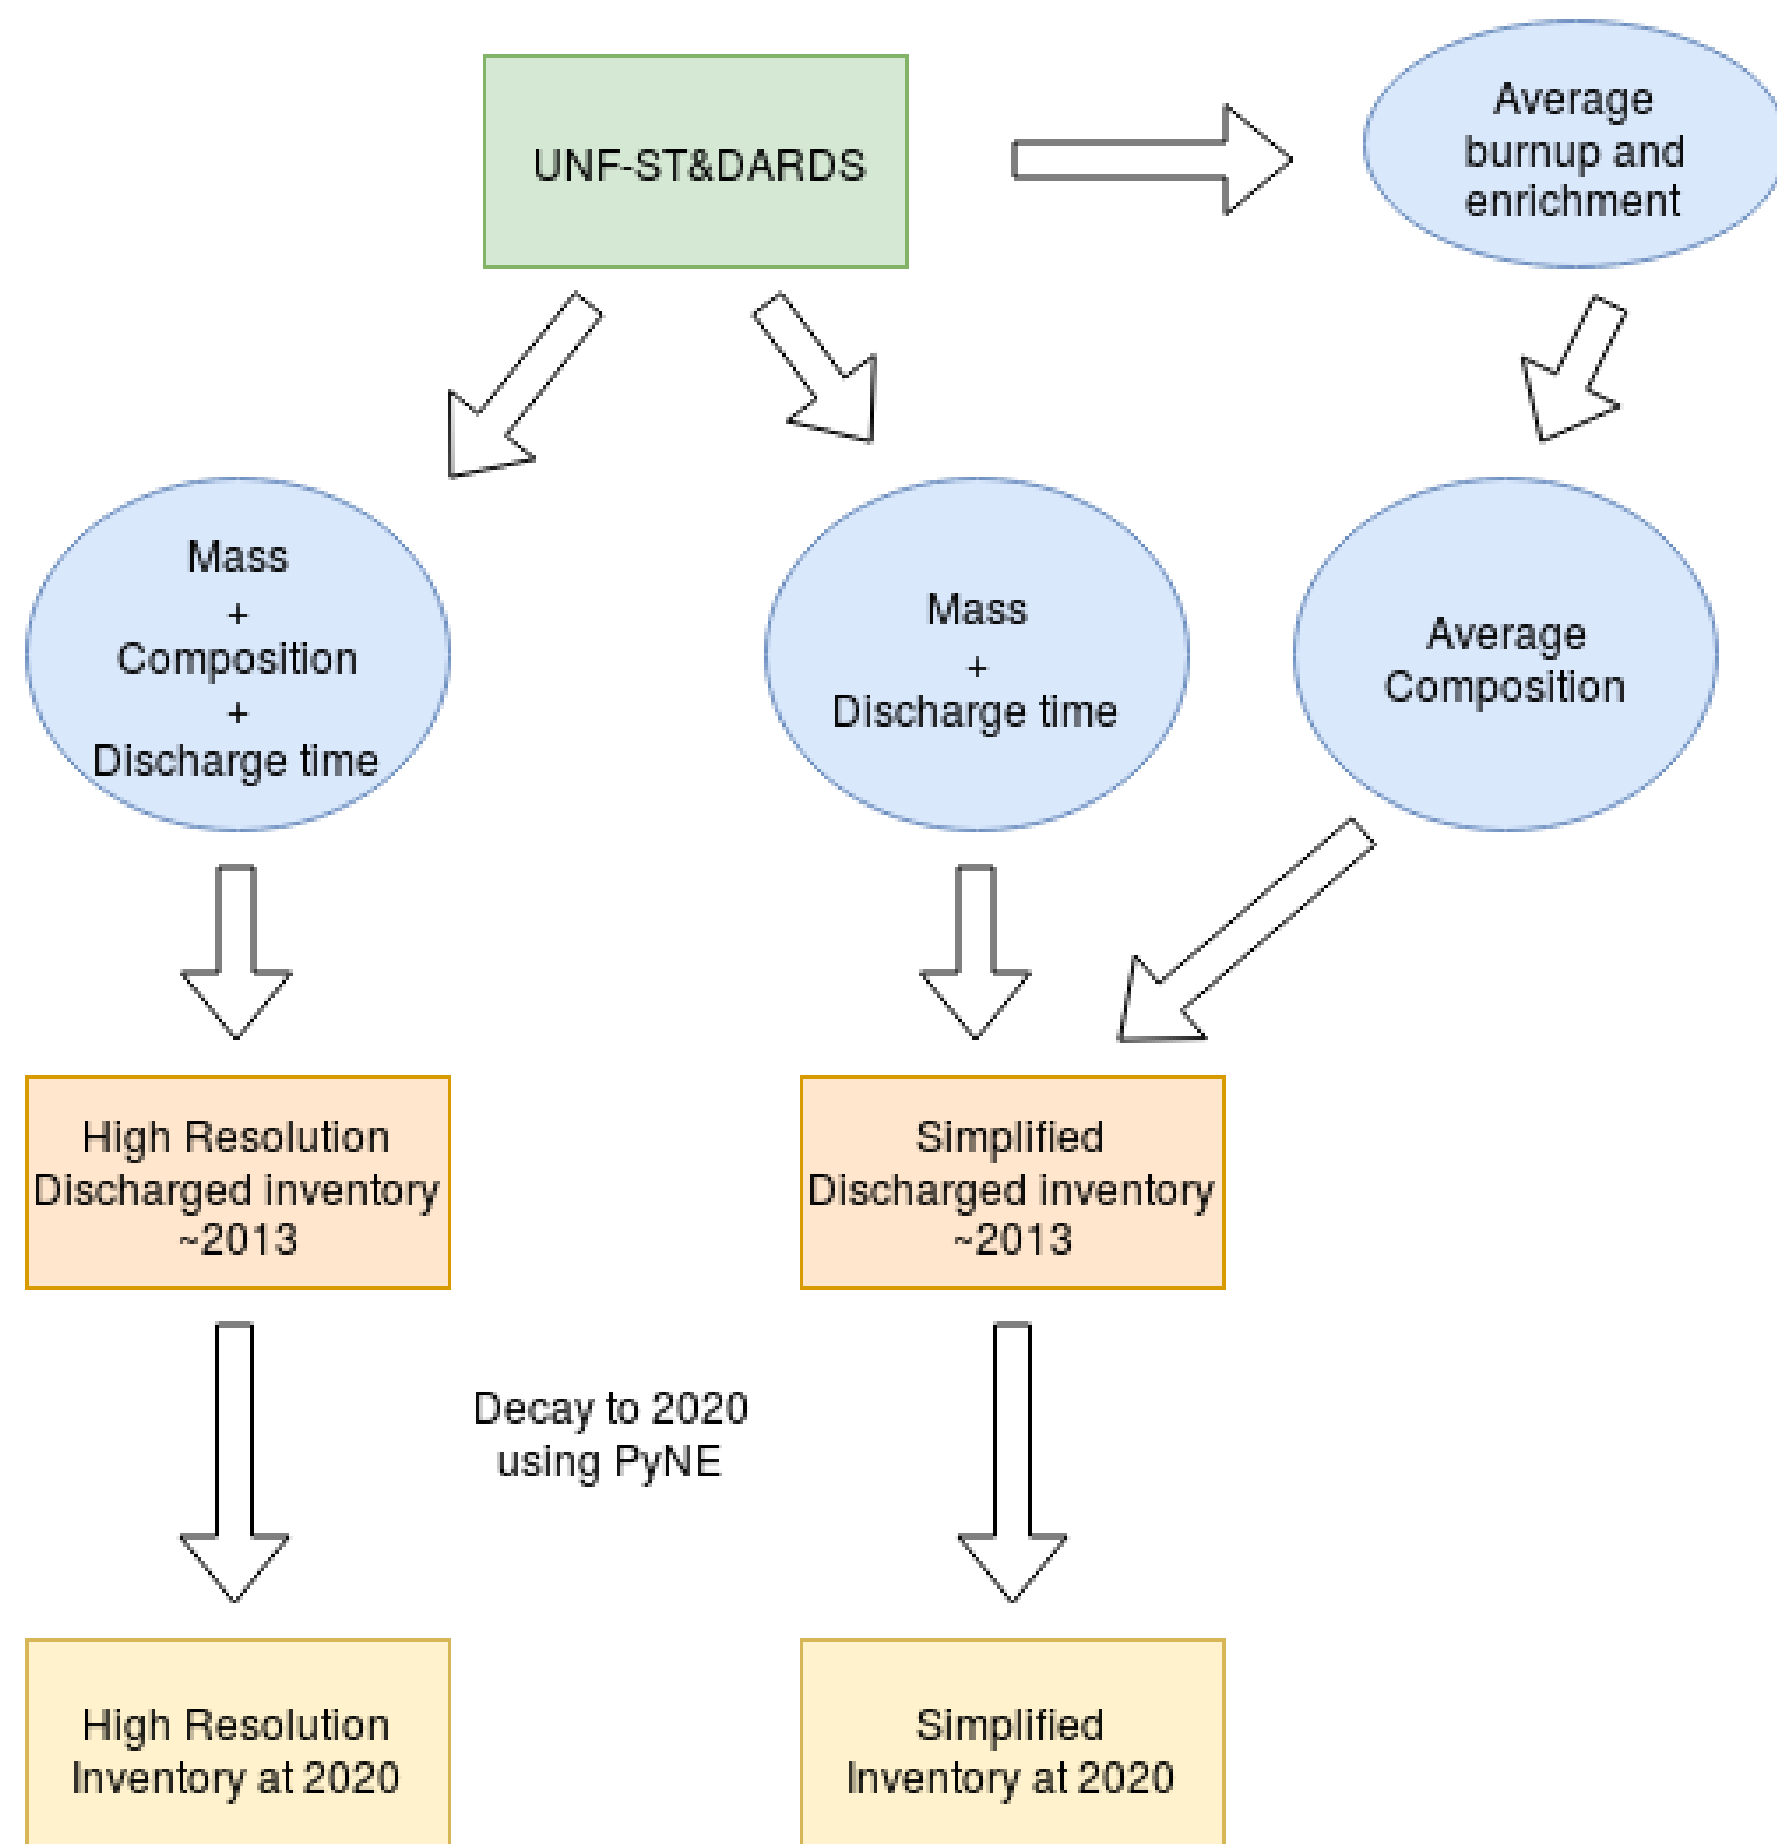 UNF-ST&DARDS
Average
burnup and
enrichment
Mass
+
Composition
+
Discharge time
Mass
+
Discharge time
Average
Composition
High Resolution
Discharged inventory
~2013
Simplified
Discharged inventory
~2013
Decay to 2020
using PyNE
High Resolution
Inventory at 2020
Simplified
Inventory at 2020